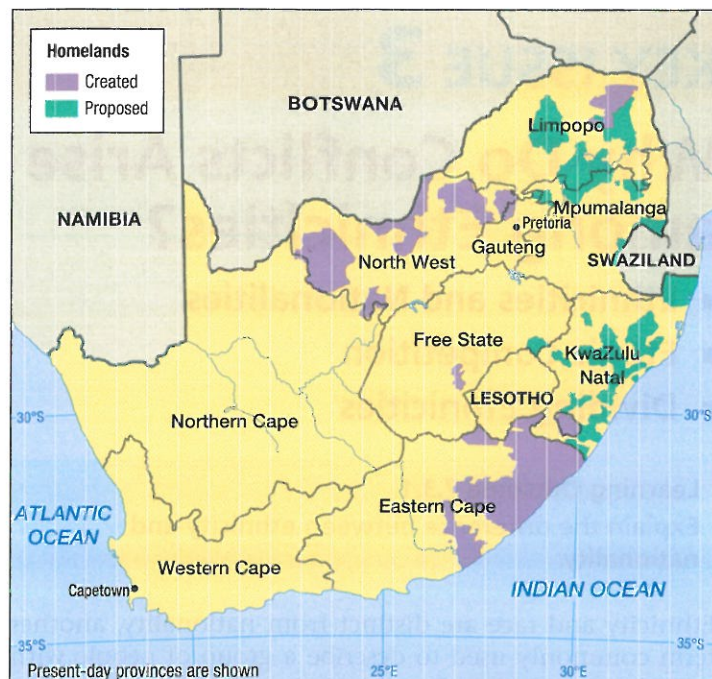 Homelands
Created
Proposed
BOTSWANA
NAMIBIA
Limpopo
Mpumalanga
Pretoria
Gauteng
North West
SWAZILAND
Free State
KwaZulu
Natal
LESOTHO
Northern Cape
30°S
30°S
Eastern Cape
ATLANTIC
OCEAN
Western Cape
Capetown
INDIAN OCEAN
35°S
35°S
Present-day provinces are shown
25°E
30°E